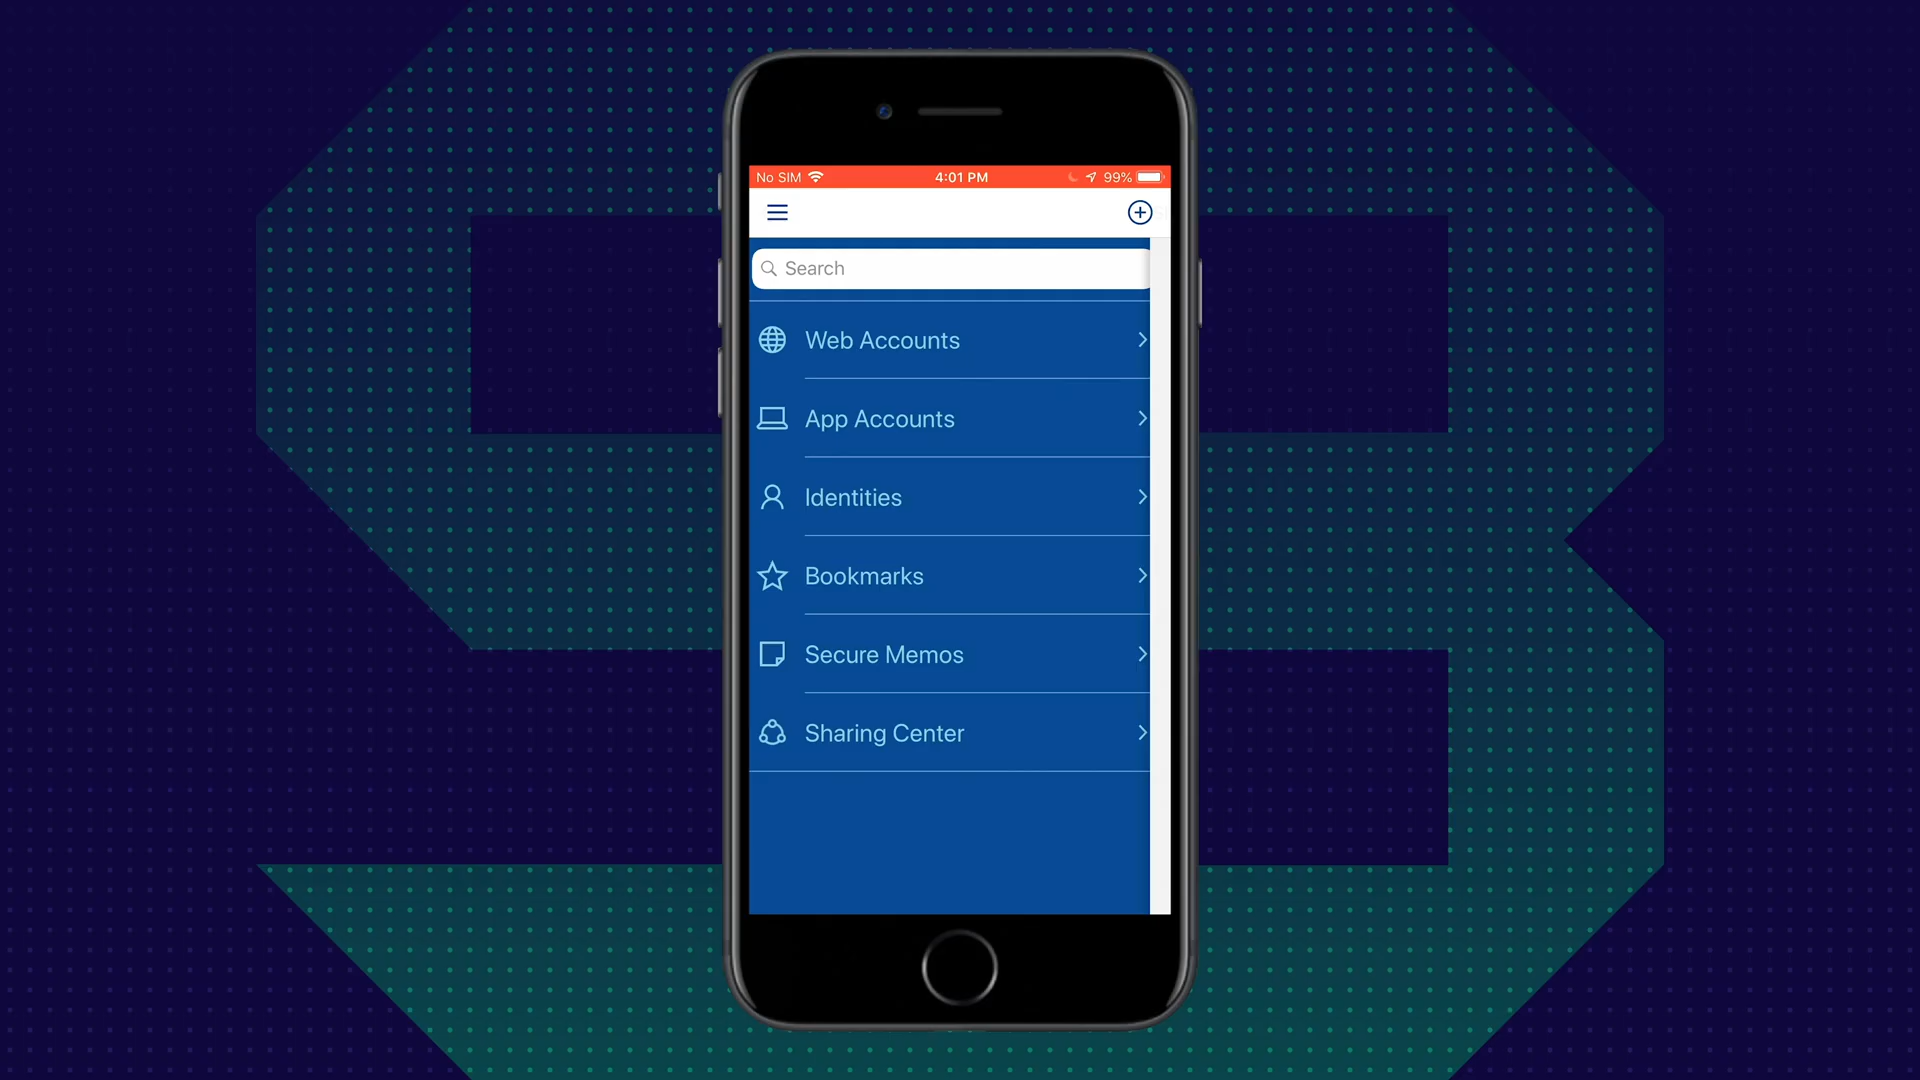 No SIM 4:01 PM 99%
Search
Web Accounts
App Accounts
Identities
Bookmarks
Secure Memos
Sharing Center